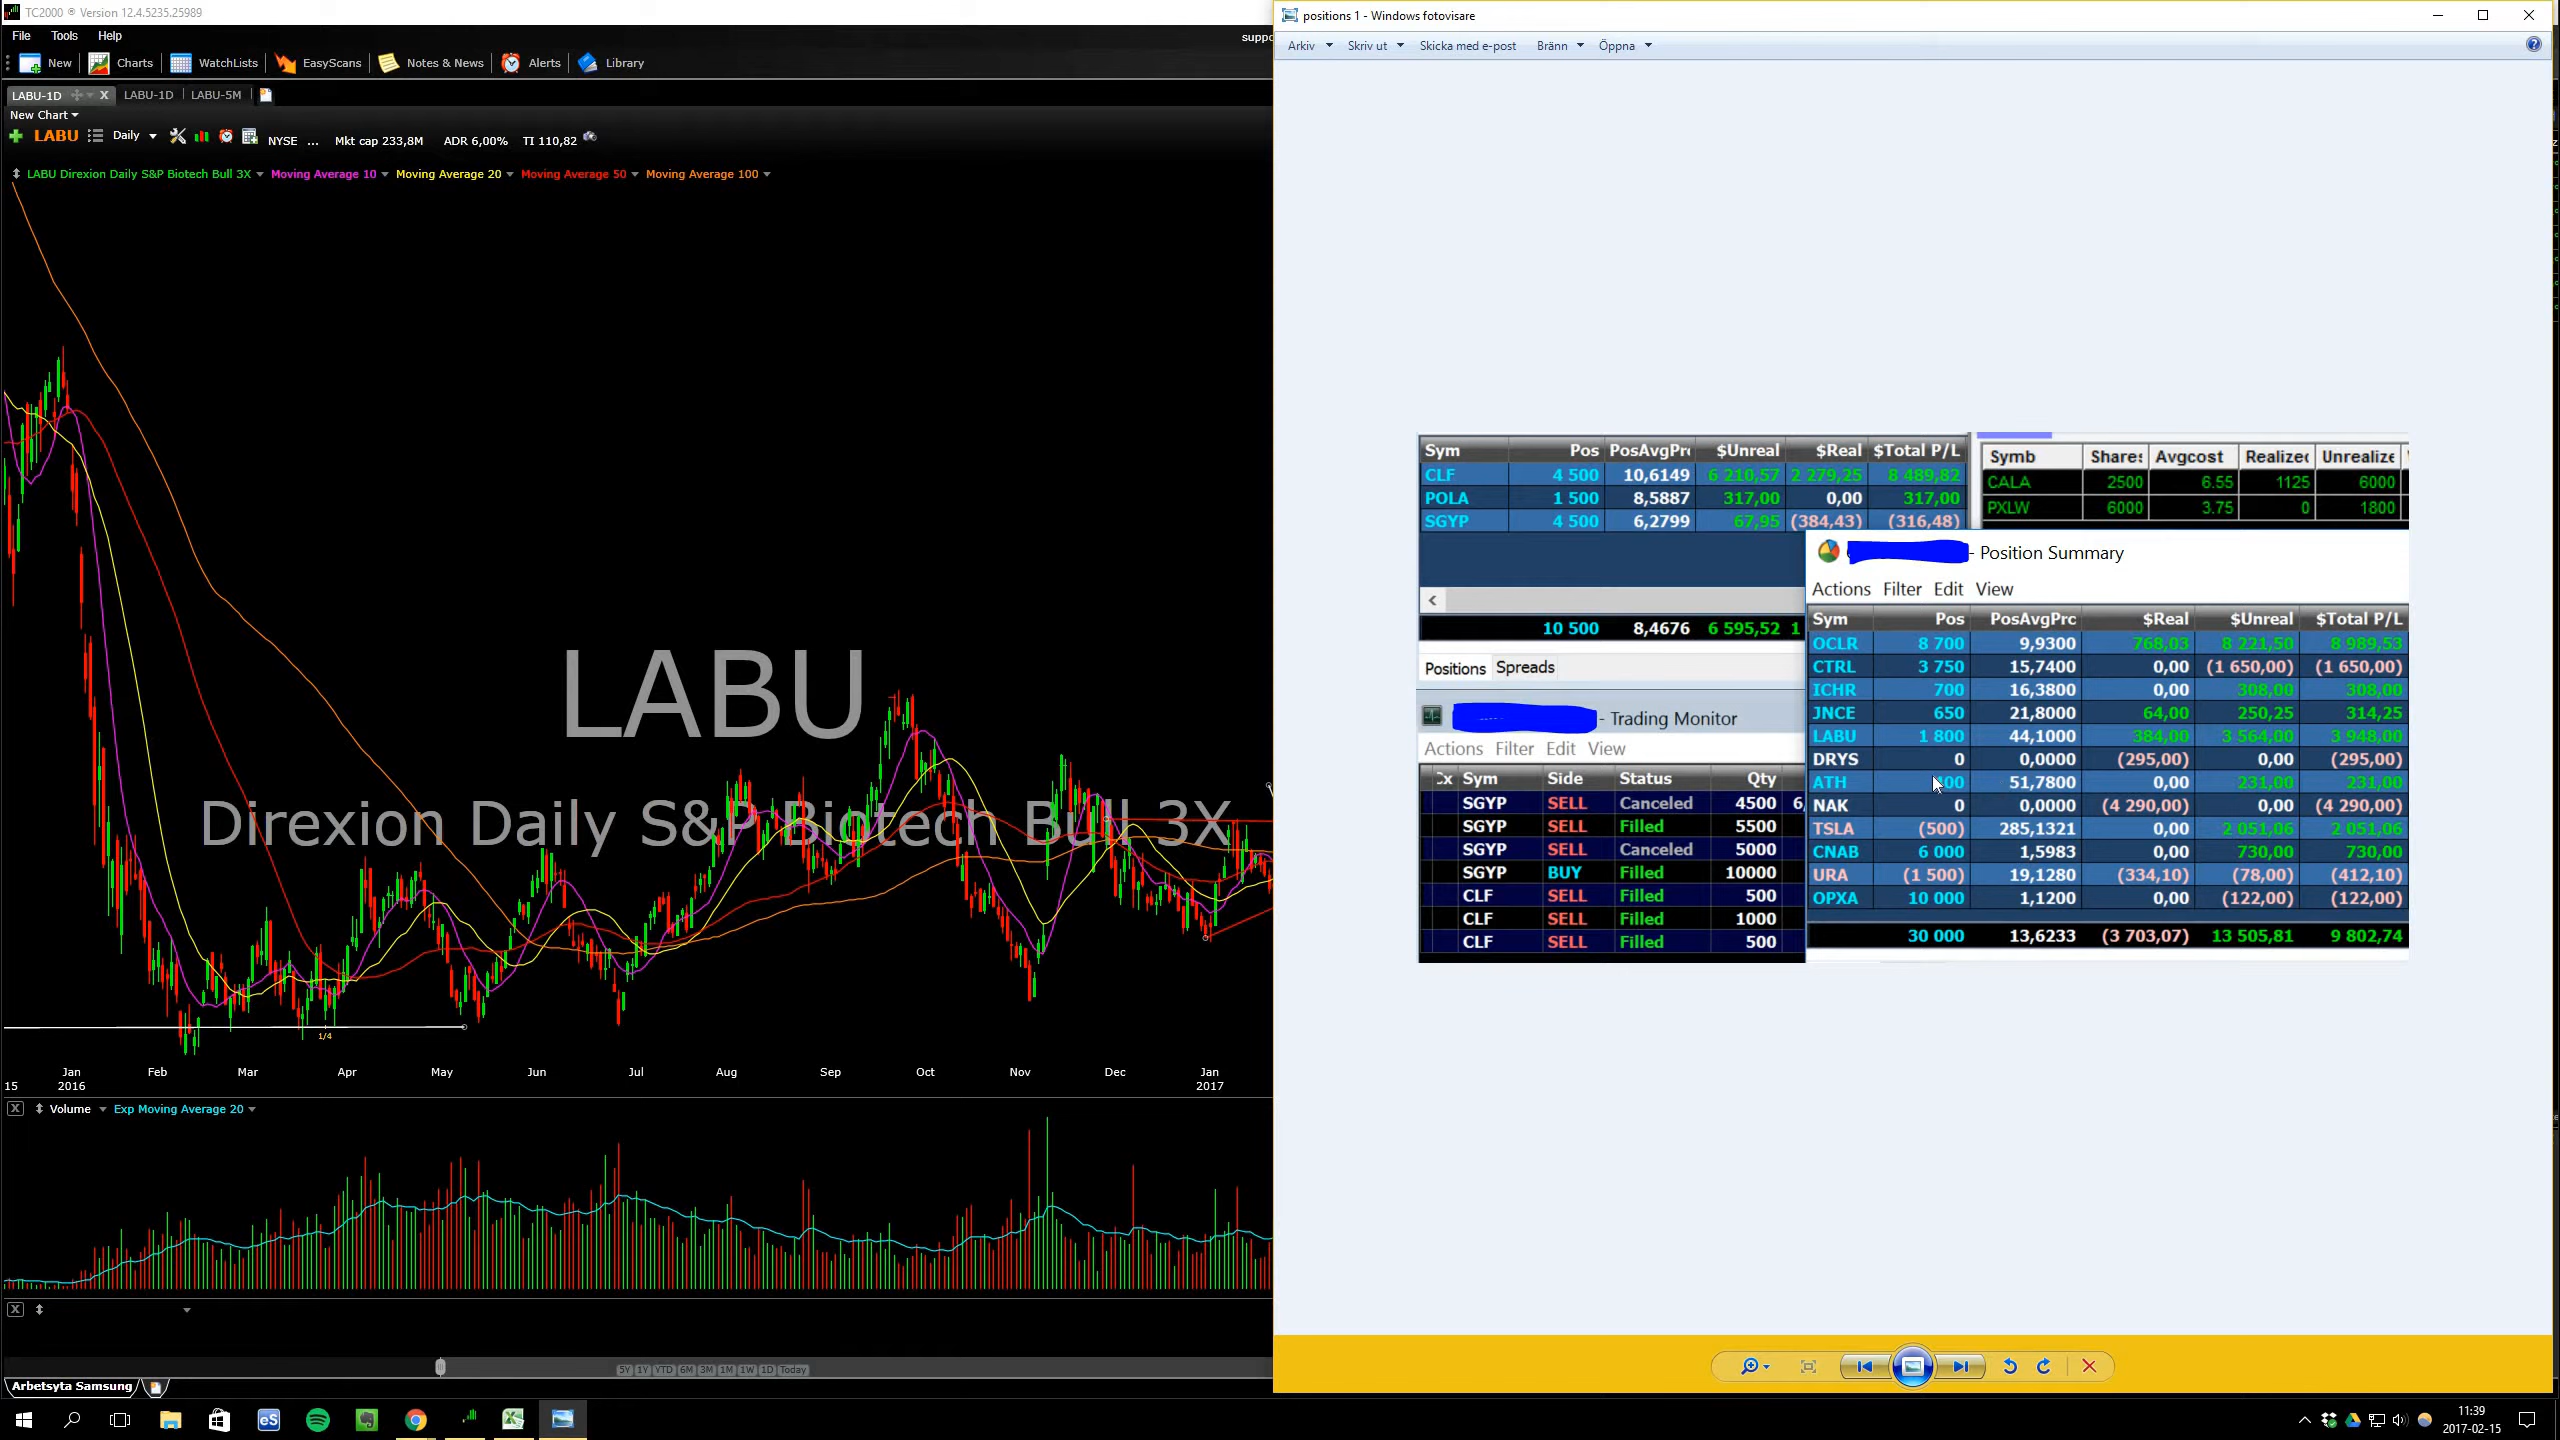 TC2000 ® Version 12.4.5235.25989
File Tools Help
New Charts WatchLists EasyScans Notes & News Alerts Library
LABU-1D X LABU-1D LABU-5M
New Chart
LABU Daily NYSE ... Mkt cap 233,8M ADR 6,00% TI 110,82
LABU Direxion Daily S&P Biotech Bull 3X Moving Average 10 Moving Average 20 Moving Average 50 Moving Average 100
LABU
Direxion Daily S&P Biotech Bull 3X
1/4
Jan Feb Mar Apr May Jun Jul Aug Sep Oct Nov Dec Jan
15 2016 2017
X Volume Exp Moving Average 20
X
5Y 1Y YTD 6M 3M 1M 1W 1D Today
Arbetsyta Samsung
positions 1 - Windows fotovisare
Arkiv Skriv ut Skicka med e-post Bränn Öppna
Sym Pos PosAvgPr $Unreal $Real $Total P/L
CLF 4 500 10,6149 6 210,57 2 279,25 8 489,82
POLA 1 500 8,5887 317,00 0,00 317,00
SGYP 4 500 6,2799 67,95 (384,43) (316,48)
10 500 8,4676 6 595,52 1
Positions Spreads
Symb Share Avgcost Realize Unrealize
CALA 2500 6.55 1125 6000
PXLW 6000 3.75 0 1800
- Trading Monitor
Actions Filter Edit View
Cx Sym Side Status Qty
SGYP SELL Canceled 4500 6,
SGYP SELL Filled 5500
SGYP SELL Canceled 5000
SGYP BUY Filled 10000
CLF SELL Filled 500
CLF SELL Filled 1000
CLF SELL Filled 500
- Position Summary
Actions Filter Edit View
Sym Pos PosAvgPrc $Real $Unreal $Total P/L
OCLR 8 700 9,9300 768,03 8 221,50 8 989,53
CTRL 3 750 15,7400 0,00 (1 650,00) (1 650,00)
ICHR 700 16,3800 0,00 308,00 308,00
JNCE 650 21,8000 64,00 250,25 314,25
LABU 1 800 44,1000 384,00 3 564,00 3 948,00
DRYS 0 0,0000 (295,00) 0,00 (295,00)
ATH 51,7800 0,00 231,00 231,00
NAK 0 0,0000 (4 290,00) 0,00 (4 290,00)
TSLA (500) 285,1321 0,00 2 051,06 2 051,06
CNAB 6 000 1,5983 0,00 730,00 730,00
URA (1 500) 19,1280 (334,10) (78,00) (412,10)
OPXA 10 000 1,1200 0,00 (122,00) (122,00)
30 000 13,6233 (3 703,07) 13 505,81 9 802,74
11:39
2017-02-15